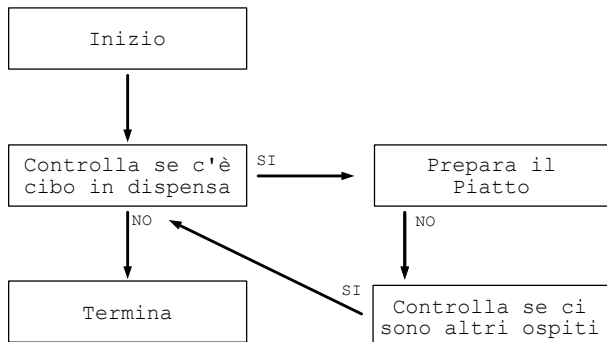 Inizio
Controlla se c'è
cibo in dispensa
SI
Prepara il
Piatto
NO
NO
SI
Termina
Controlla se ci
sono altri ospiti